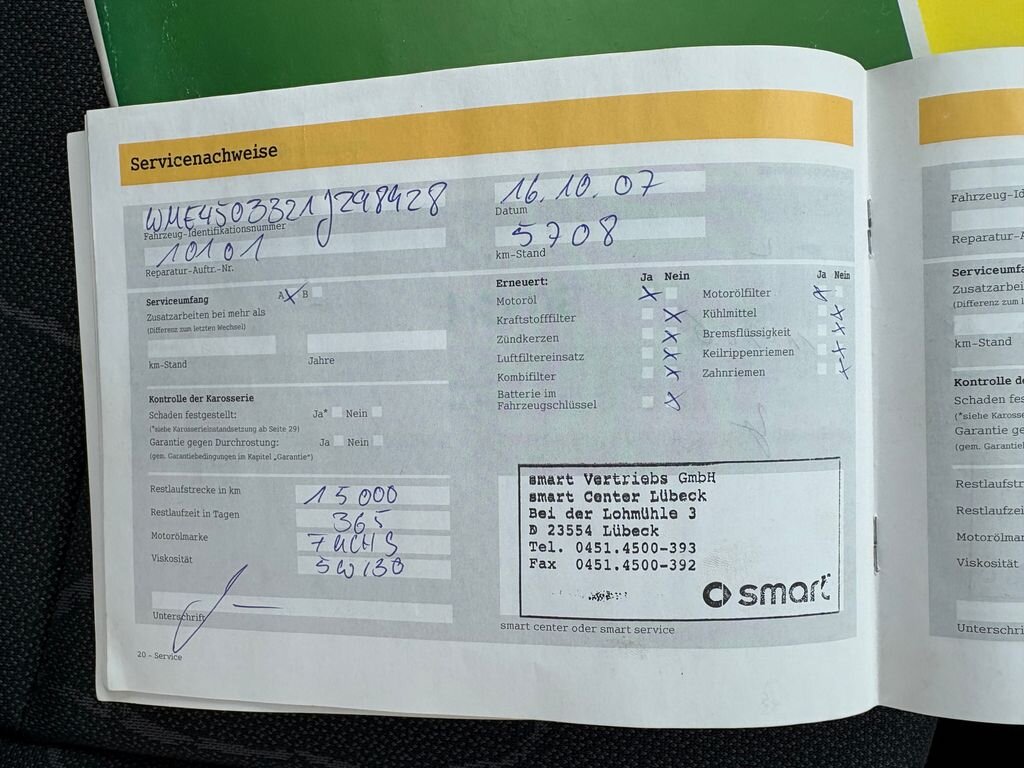 Servicenachweise
WME4503321J298928
Fahrzeug-Identifikationsnummer
10101
Reparatur-Auftr.-Nr.
16.10.07
Datum
5708
km-Stand
Serviceumfang
A X B
Zusatzarbeiten bei mehr als
(Differenz zum letzten Wechsel)
km-Stand
Jahre
Kontrolle der Karosserie
Schaden festgestellt: Ja* Nein
(*siehe Karosserieinstandsetzung ab Seite 29)
Garantie gegen Durchrostung: Ja Nein
(gem. Garantiebedingungen im Kapitel „Garantie“)
Restlaufstrecke in km 15000
Restlaufzeit in Tagen 365
Motorölmarke FUCHS
Viskosität 5W30
Unterschrift
20 – Service
Erneuert: Ja Nein
Motoröl X
Kraftstofffilter X
Zündkerzen X
Luftfiltereinsatz X
Kombifilter X
Batterie im
Fahrzeugschlüssel X
Ja Nein
Motorölfilter X
Kühlmittel X
Bremsflüssigkeit X
Keilrippenriemen X
Zahnriemen X
smart Vertriebs GmbH
smart Center Lübeck
Bei der Lohmühle 3
D 23554 Lübeck
Tel. 0451.4500-393
Fax 0451.4500-392
smart
smart center oder smart service
Fahrzeug-Id
Reparatur-A
Serviceumfa
Zusatzarbei
(Differenz zum l
km-Stand
Kontrolle de
Schaden fes
(*siehe Karosse
Garantie ge
(gem. Garantieb
Restlaufstre
Restlaufzei
Motorölmar
Viskosität
Unterschri